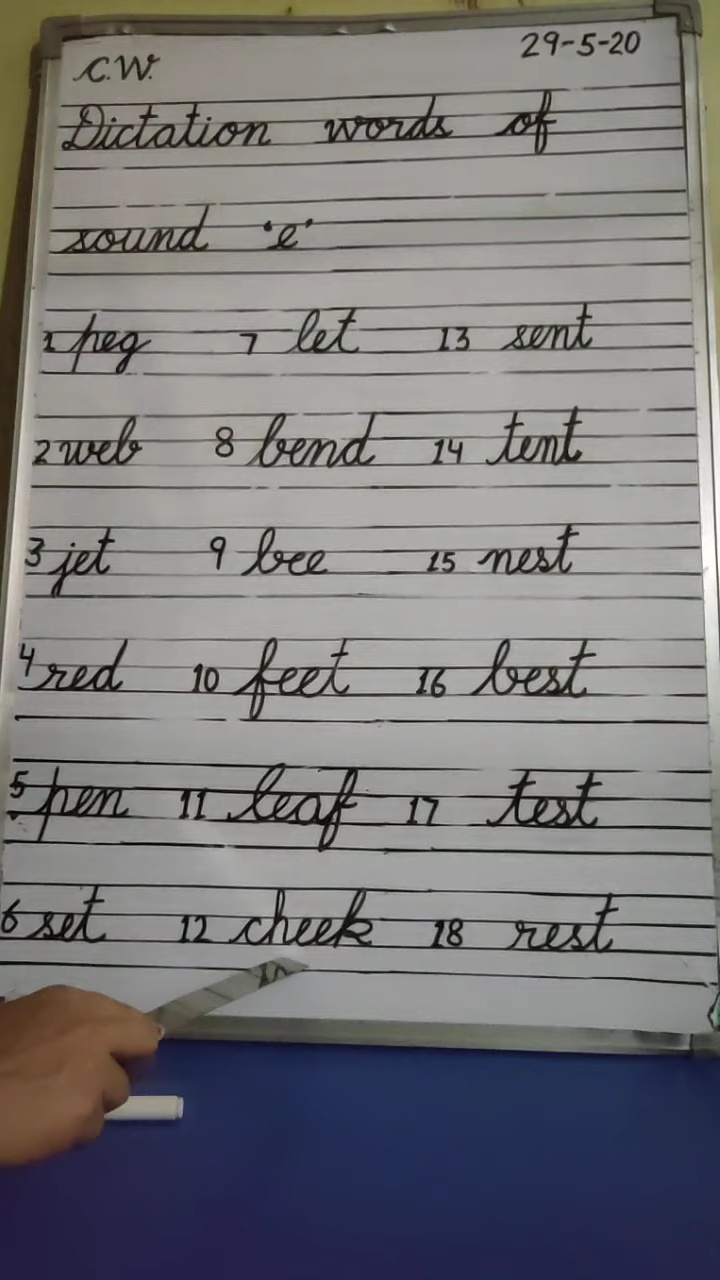 C.W. 29-5-20
Dictation words of
sound 'e'
1 peg 7 let 13 sent
2 web 8 bend 14 tent
3 jet 9 bee 15 nest
4 red 10 feet 16 best
5 pen 11 leaf 17 test
6 set 12 cheek 18 rest